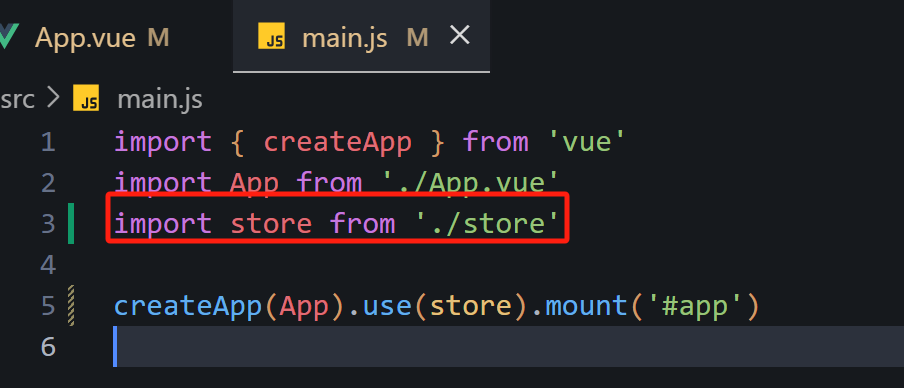 App.vue M JS main.js M
src > JS main.js
1 import { createApp } from 'vue'
2 import App from './App.vue'
3 import store from './store'
4
5 createApp(App).use(store).mount('#app')
6